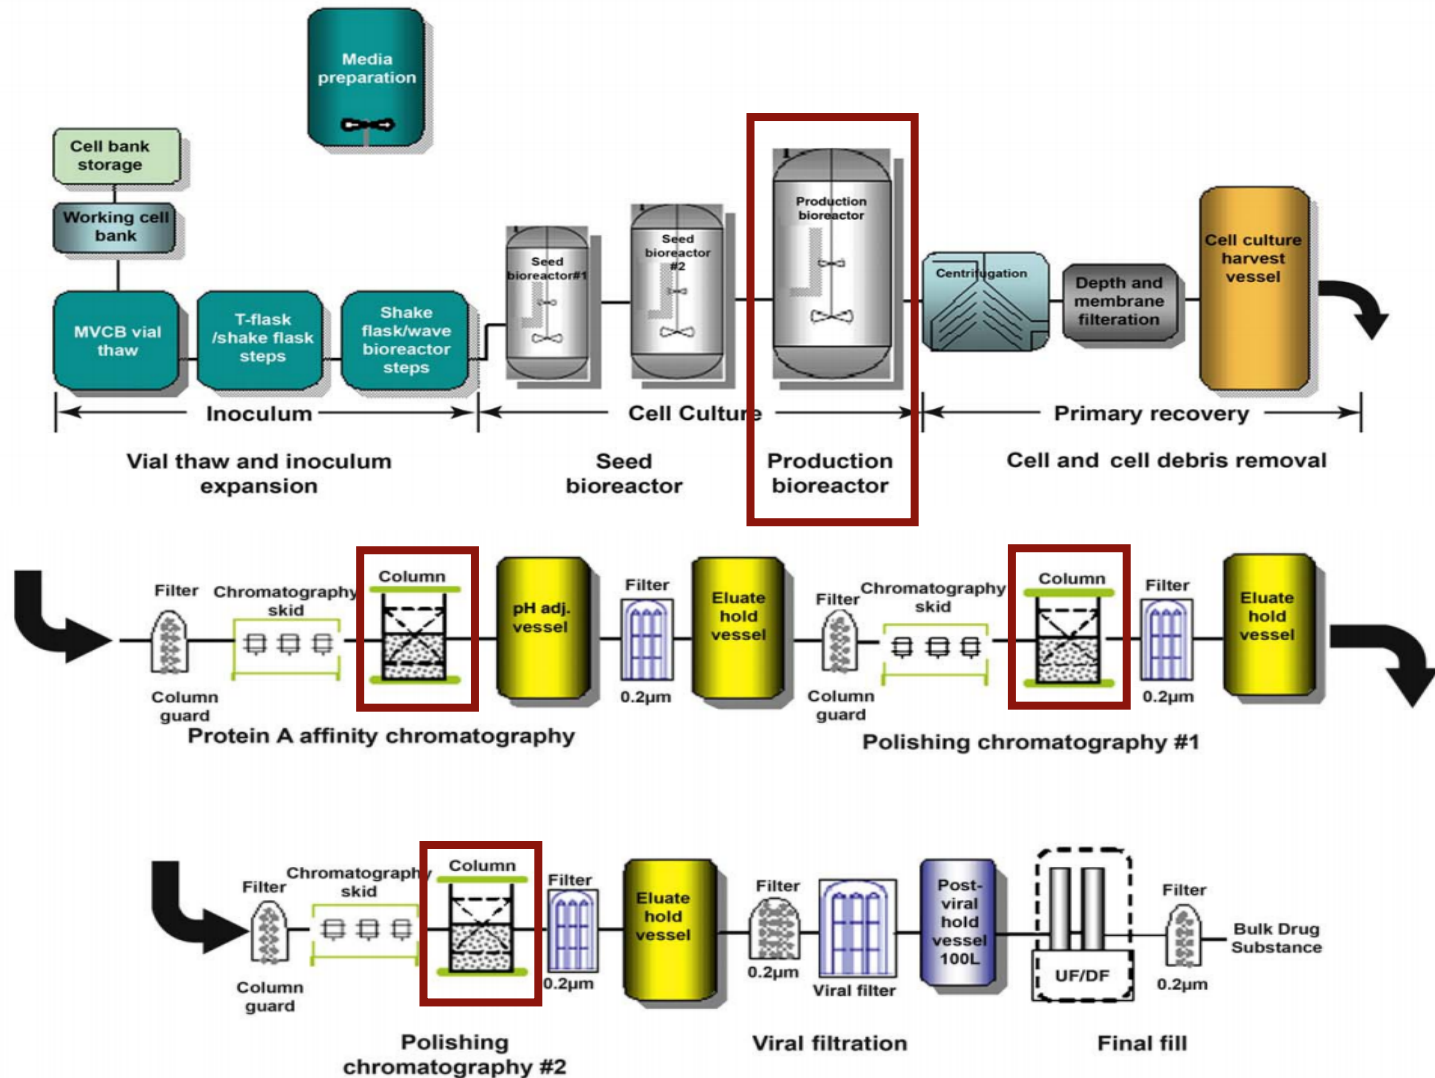 Media
preparation
Cell bank
storage
Working cell
bank
MVCB vial
thaw
T-flask
/shake flask
steps
Shake
flask/wave
bioreactor
steps
Seed
bioreactor#1
Seed
bioreactor
#2
Production
bioreactor
Centrifugation
Depth and
membrane
filteration
Cell culture
harvest
vessel
Inoculum
Cell Culture
Primary recovery
Vial thaw and inoculum
expansion
Seed
bioreactor
Production
bioreactor
Cell and cell debris removal
Filter
Column
guard
Chromatography
skid
Column
pH adj.
vessel
Filter
0.2µm
Eluate
hold
vessel
Filter
Column
guard
Chromatography
skid
Column
Filter
0.2µm
Eluate
hold
vessel
Protein A affinity chromatography
Polishing chromatography #1
Filter
Column
guard
Chromatography
skid
Column
Filter
0.2µm
Eluate
hold
vessel
Filter
0.2µm
Viral filter
Post-
viral
hold
vessel
100L
UF/DF
Filter
0.2µm
Bulk Drug
Substance
Polishing
chromatography #2
Viral filtration
Final fill